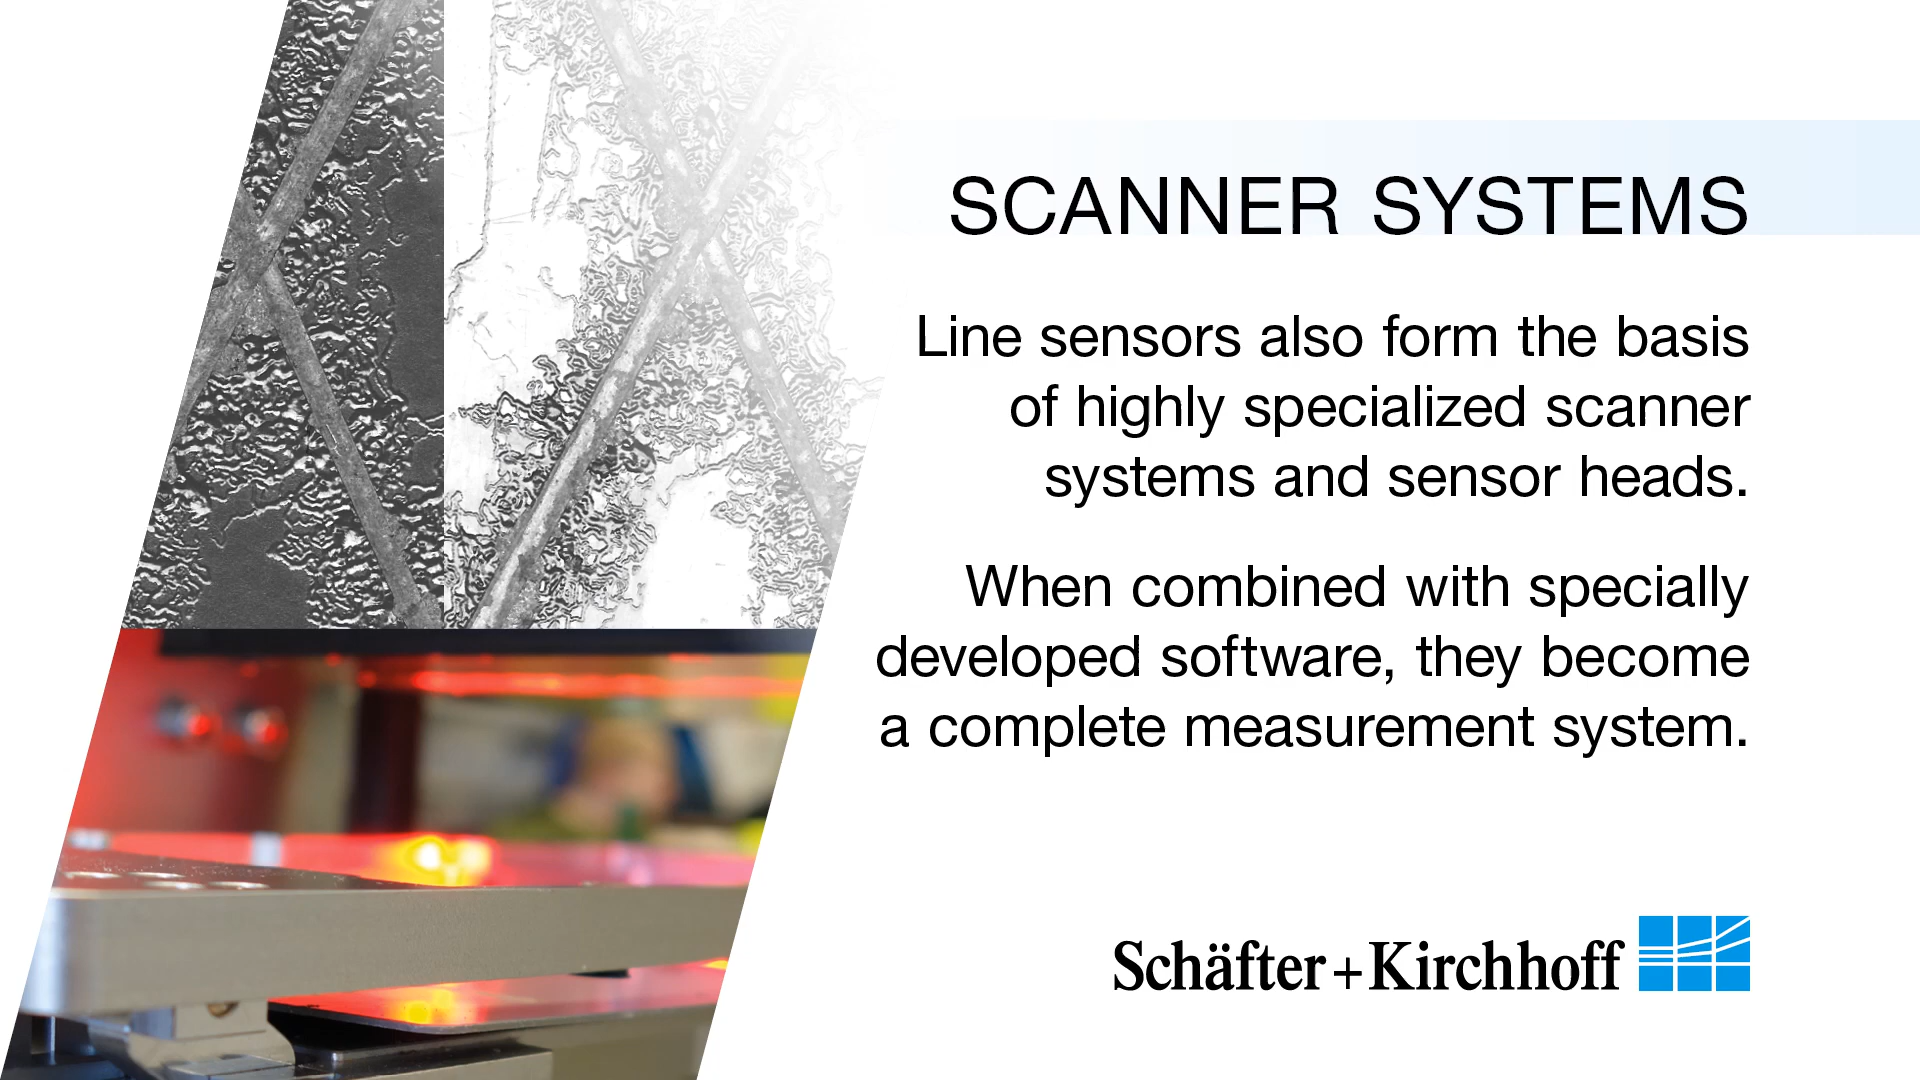 SCANNER SYSTEMS
Line sensors also form the basis
of highly specialized scanner
systems and sensor heads.
When combined with specially
developed software, they become
a complete measurement system.
Schäfter+Kirchhoff